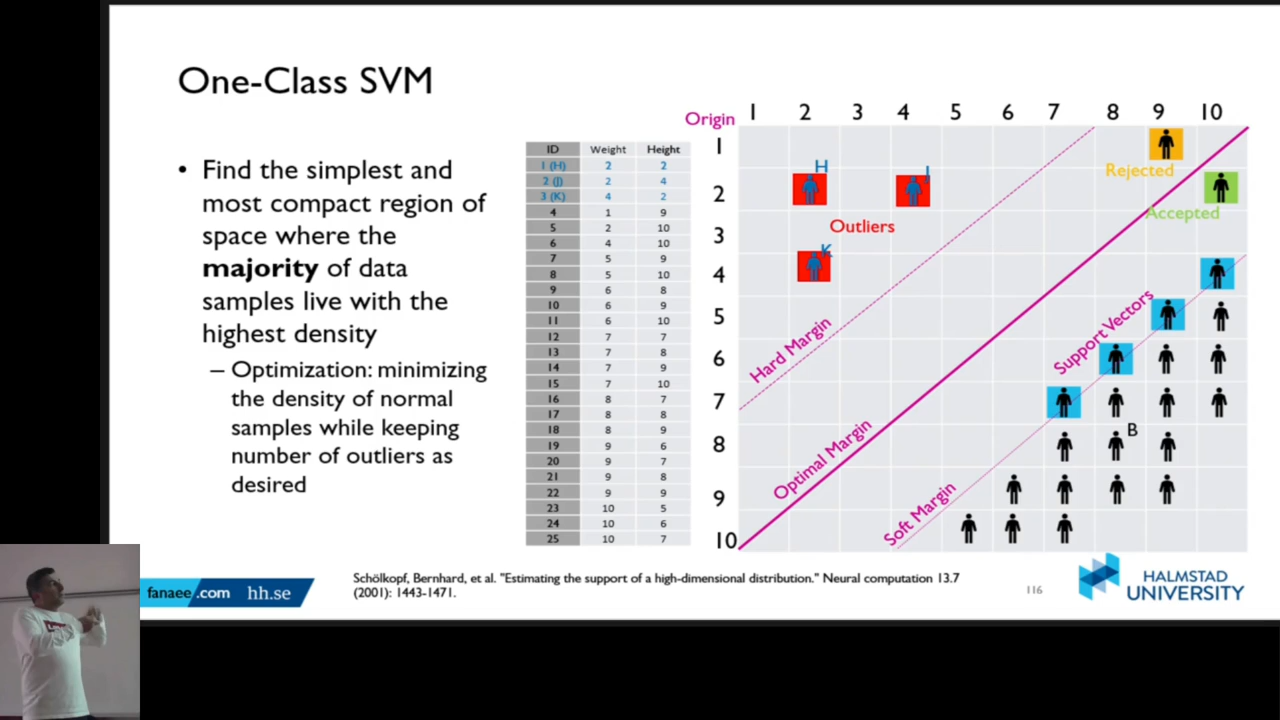 One-Class SVM
• Find the simplest and
most compact region of
space where the
majority of data
samples live with the
highest density
– Optimization: minimizing
the density of normal
samples while keeping
number of outliers as
desired
ID Weight Height
1 (H) 2 2
2 (J) 2 4
3 (K) 4 2
4 1 9
5 2 10
6 4 10
7 5 9
8 5 10
9 6 8
10 6 9
11 6 10
12 7 7
13 7 8
14 7 9
15 7 10
16 8 7
17 8 8
18 8 9
19 9 6
20 9 7
21 9 8
22 9 9
23 10 5
24 10 6
25 10 7
Origin 1 2 3 4 5 6 7 8 9 10
1
2
3
4
5
6
7
8
9
10
H
J
K
Outliers
Rejected
Accepted
Hard Margin
Optimal Margin
Soft Margin
Support Vectors
B
Schölkopf, Bernhard, et al. "Estimating the support of a high-dimensional distribution." Neural computation 13.7
(2001): 1443-1471.
116
fanaee.com hh.se
HALMSTAD
UNIVERSITY